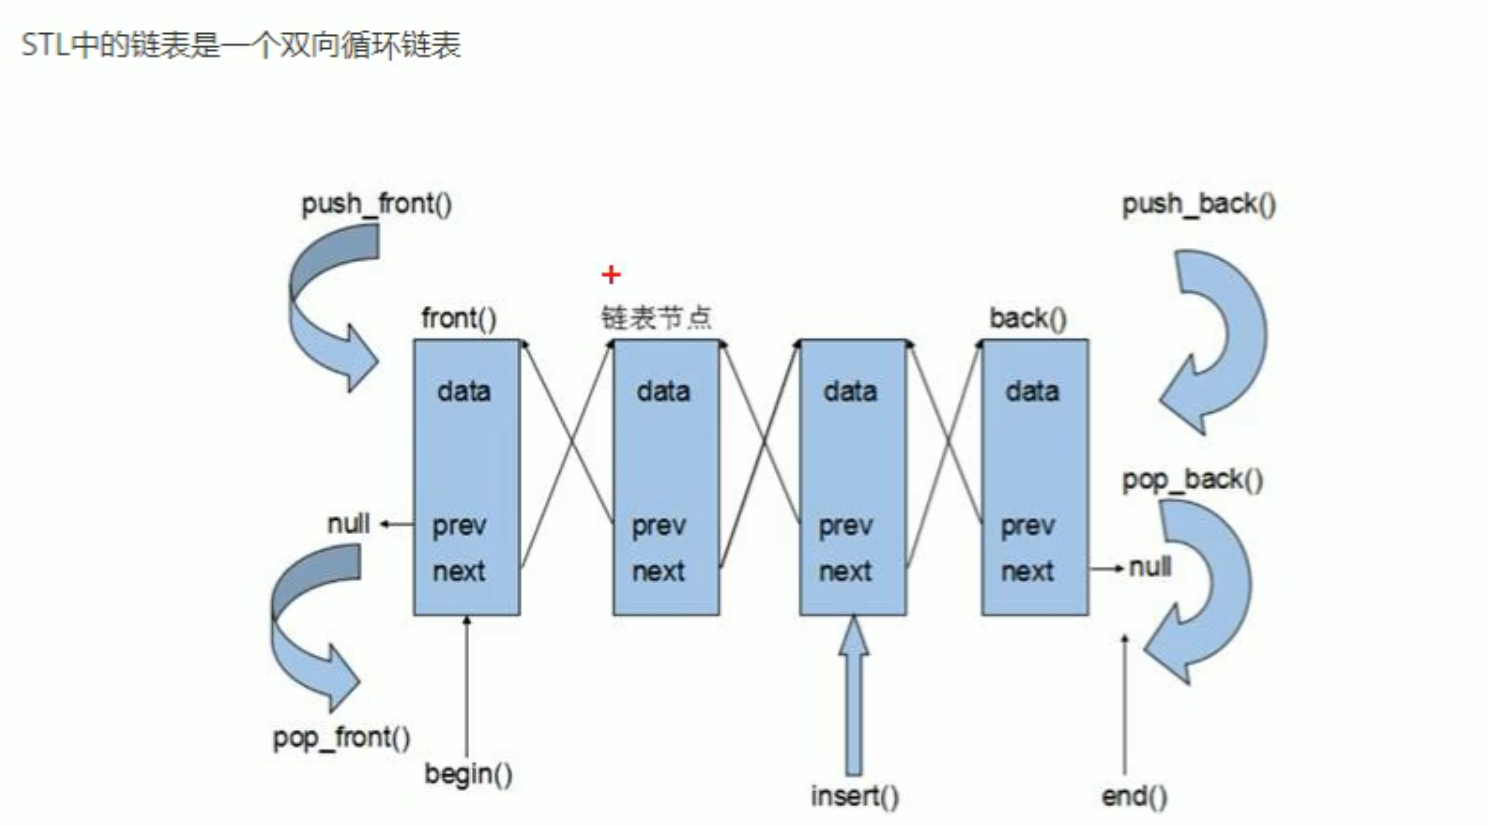 STL中的链表是一个双向循环链表
push_front()
push_back()
front()
链表节点
back()
data
data
data
data
pop_back()
null
prev
prev
prev
prev
next
next
next
next
null
pop_front()
begin()
insert()
end()